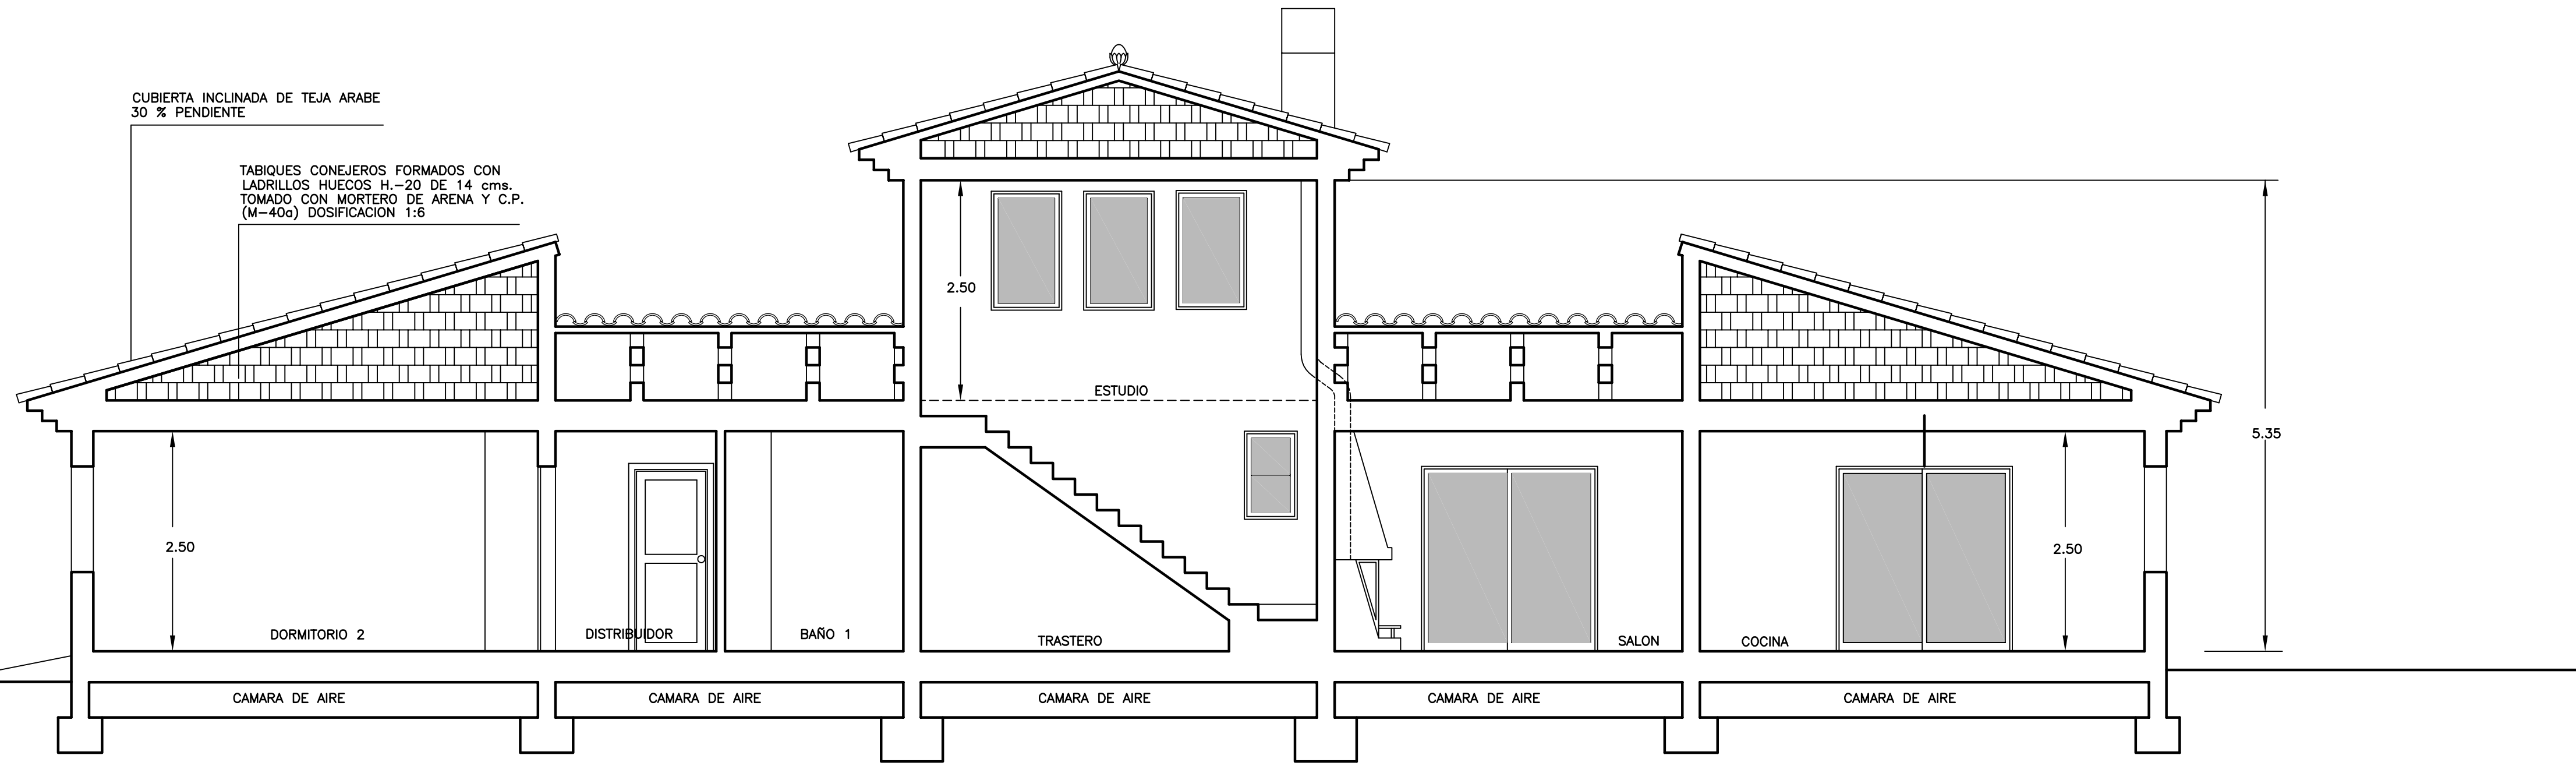 CUBIERTA INCLINADA DE TEJA ARABE
30 % PENDIENTE
TABIQUES CONEJEROS FORMADOS CON
LADRILLOS HUECOS H.-20 DE 14 cms.
TOMADO CON MORTERO DE ARENA Y C.P.
(M-40a) DOSIFICACION 1:6
2.50
ESTUDIO
5.35
2.50
2.50
DORMITORIO 2
DISTRIBUIDOR
BAÑO 1
TRASTERO
SALON
COCINA
CAMARA DE AIRE
CAMARA DE AIRE
CAMARA DE AIRE
CAMARA DE AIRE
CAMARA DE AIRE